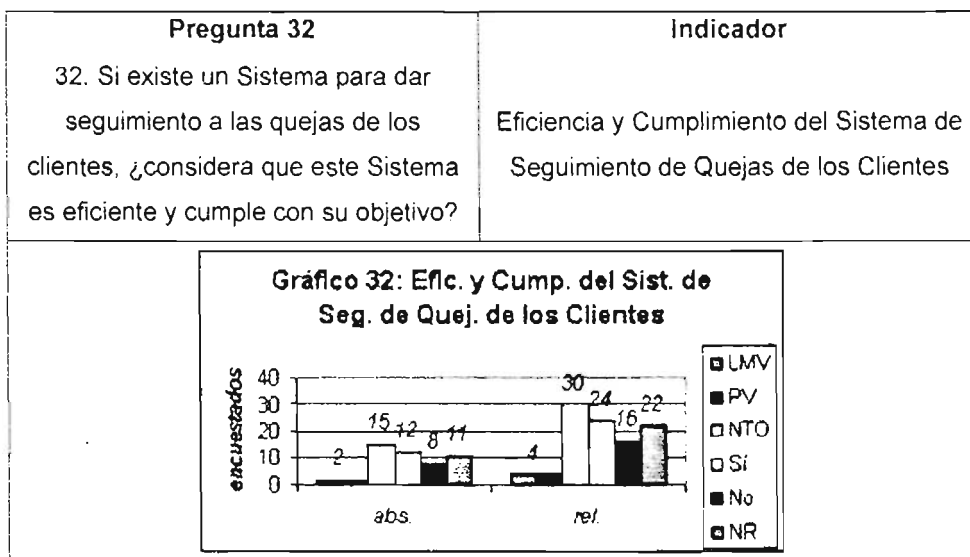 Pregunta 32
32. Si existe un Sistema para dar
seguimiento a las quejas de los
clientes, ¿considera que este Sistema
es eficiente y cumple con su objetivo?
Indicador
Eficiencia y Cumplimiento del Sistema de
Seguimiento de Quejas de los Clientes
Gráfico 32: Efic. y Cump. del Sist. de
Seg. de Quej. de los Clientes
encuestados
40
30
20
10
0
2
15
12
8
11
4
30
24
16
22
abs.
rel.
LMV
PV
NTO
Sí
No
NR